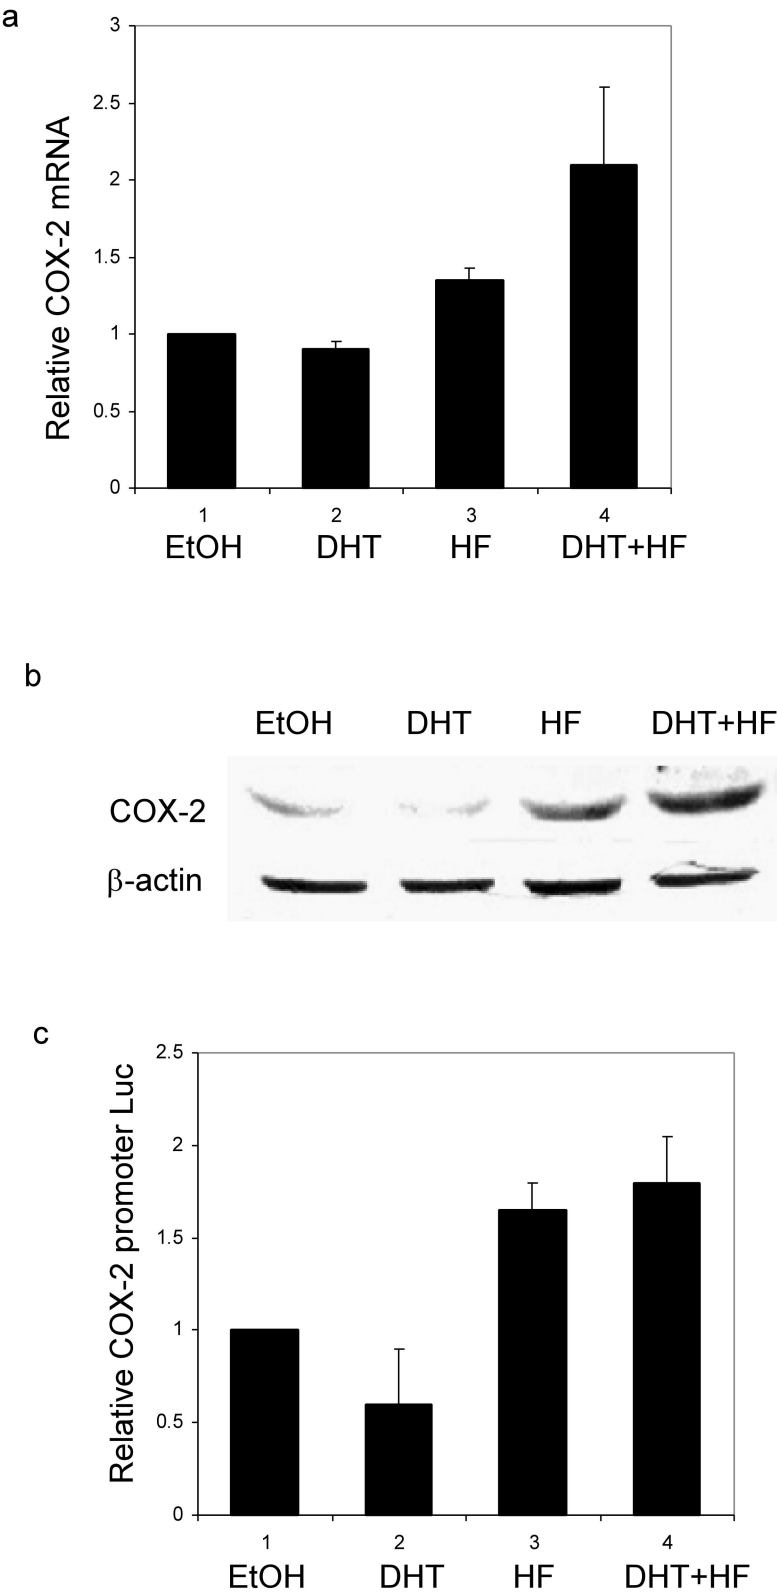 a
Relative COX-2 mRNA
3
2.5
2
1.5
1
0.5
0
1 2 3 4
EtOH DHT HF DHT+HF
b
EtOH DHT HF DHT+HF
COX-2
β-actin
c
Relative COX-2 promoter Luc
2.5
2
1.5
1
0.5
0
1 2 3 4
EtOH DHT HF DHT+HF